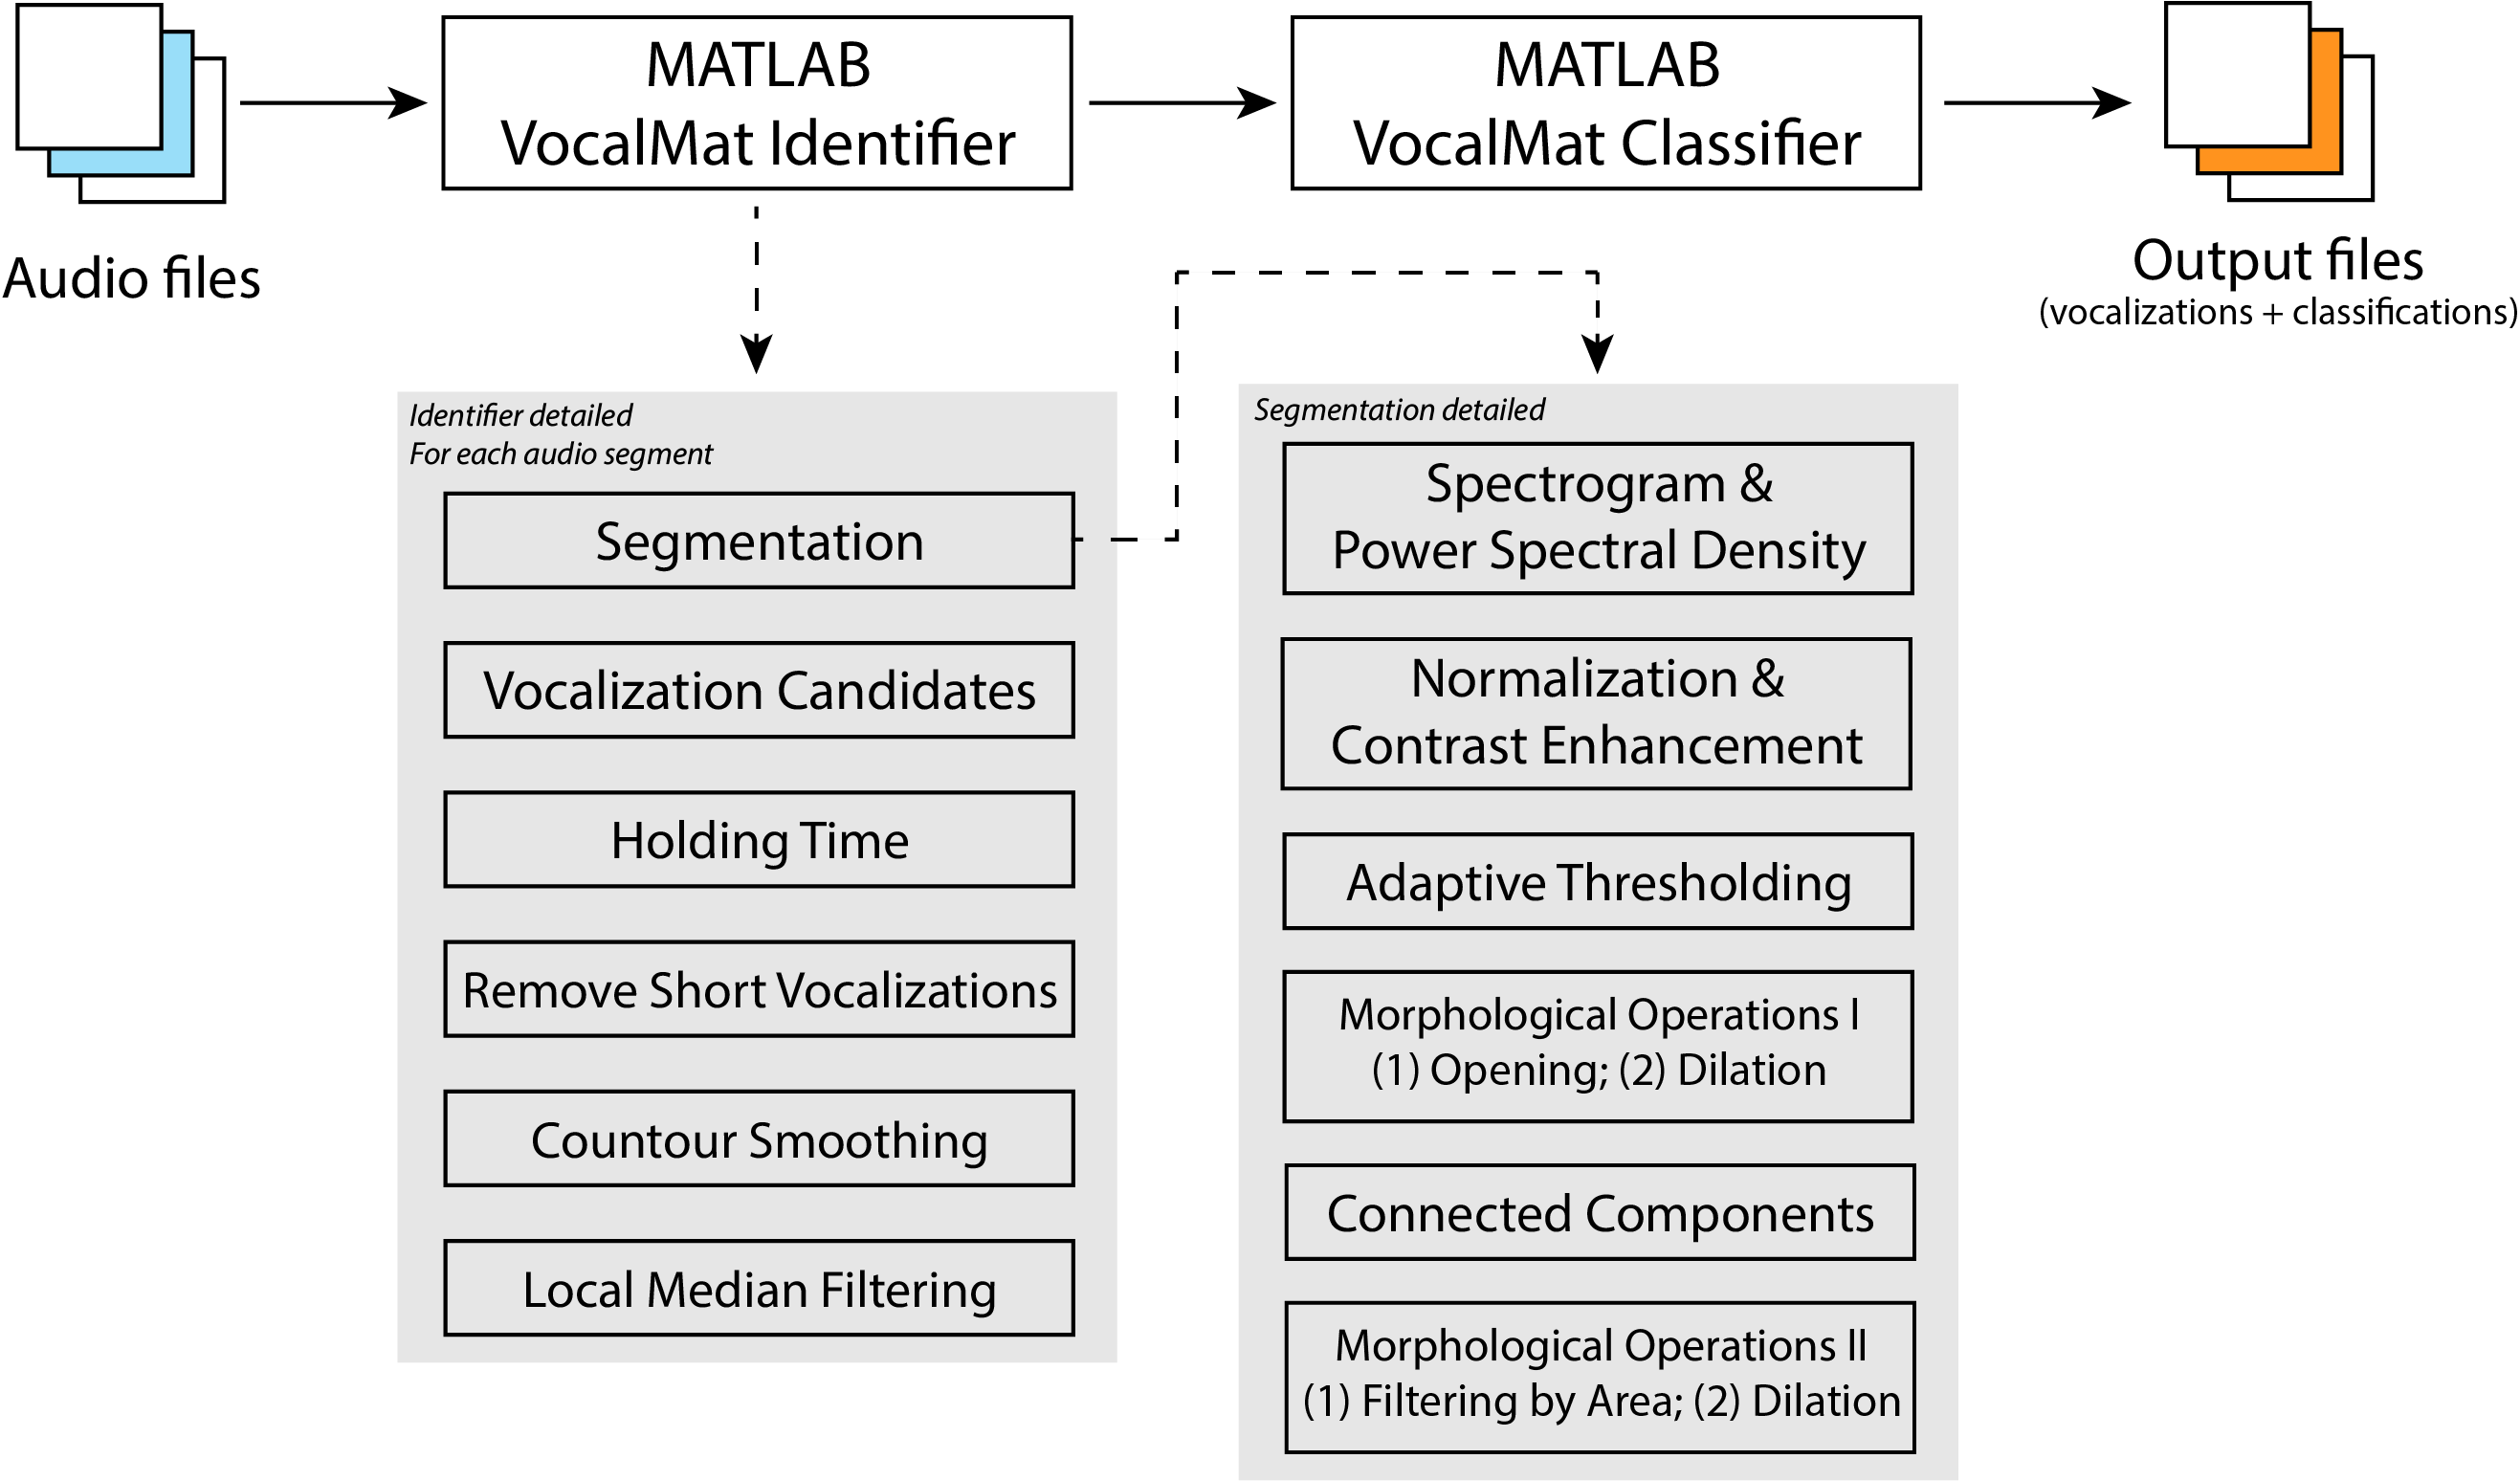 MATLAB
VocalMat Identifier
MATLAB
VocalMat Classifier
Audio files
Output files
(vocalizations + classifications)
Identifier detailed
For each audio segment
Segmentation
Vocalization Candidates
Holding Time
Remove Short Vocalizations
Countour Smoothing
Local Median Filtering
Segmentation detailed
Spectrogram &
Power Spectral Density
Normalization &
Contrast Enhancement
Adaptive Thresholding
Morphological Operations I
(1) Opening; (2) Dilation
Connected Components
Morphological Operations II
(1) Filtering by Area; (2) Dilation